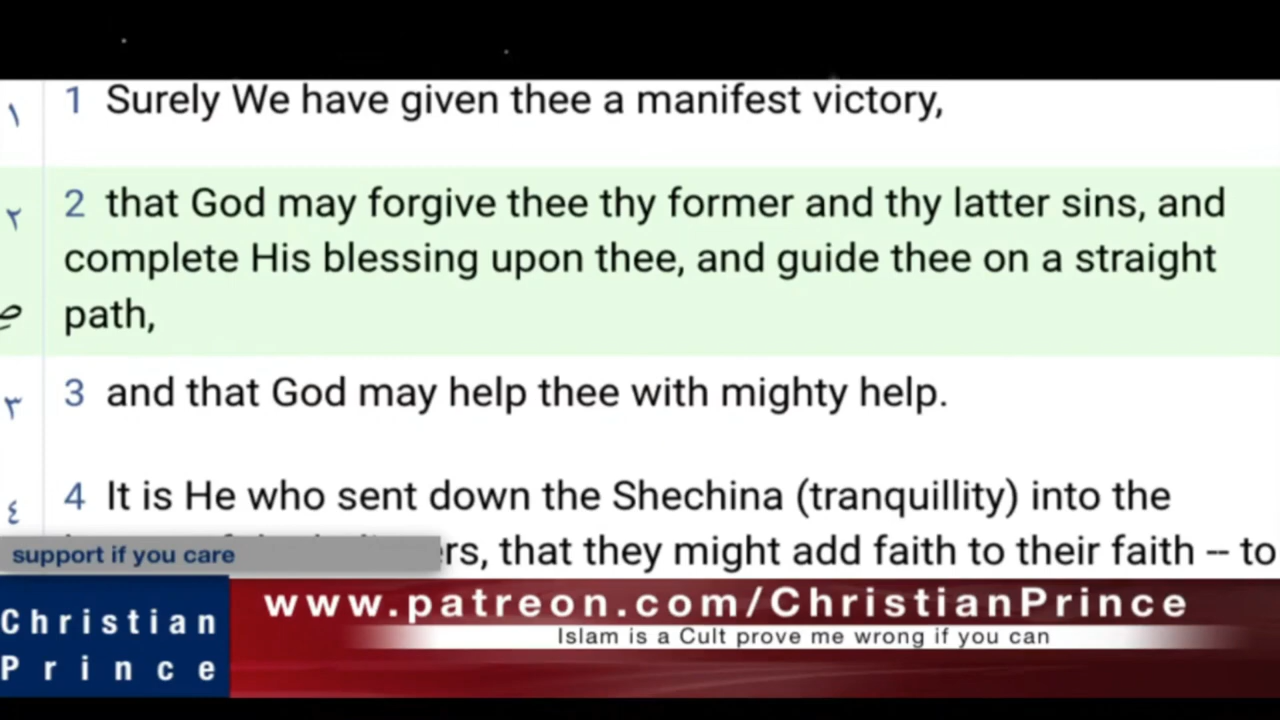 ١ 1 Surely We have given thee a manifest victory,
٢ 2 that God may forgive thee thy former and thy latter sins, and
complete His blessing upon thee, and guide thee on a straight
path,
٣ 3 and that God may help thee with mighty help.
٤ 4 It is He who sent down the Shechina (tranquillity) into the
that they might add faith to their faith -- to
support if you care
Christian
Prince
www.patreon.com/ChristianPrince
Islam is a Cult prove me wrong if you can